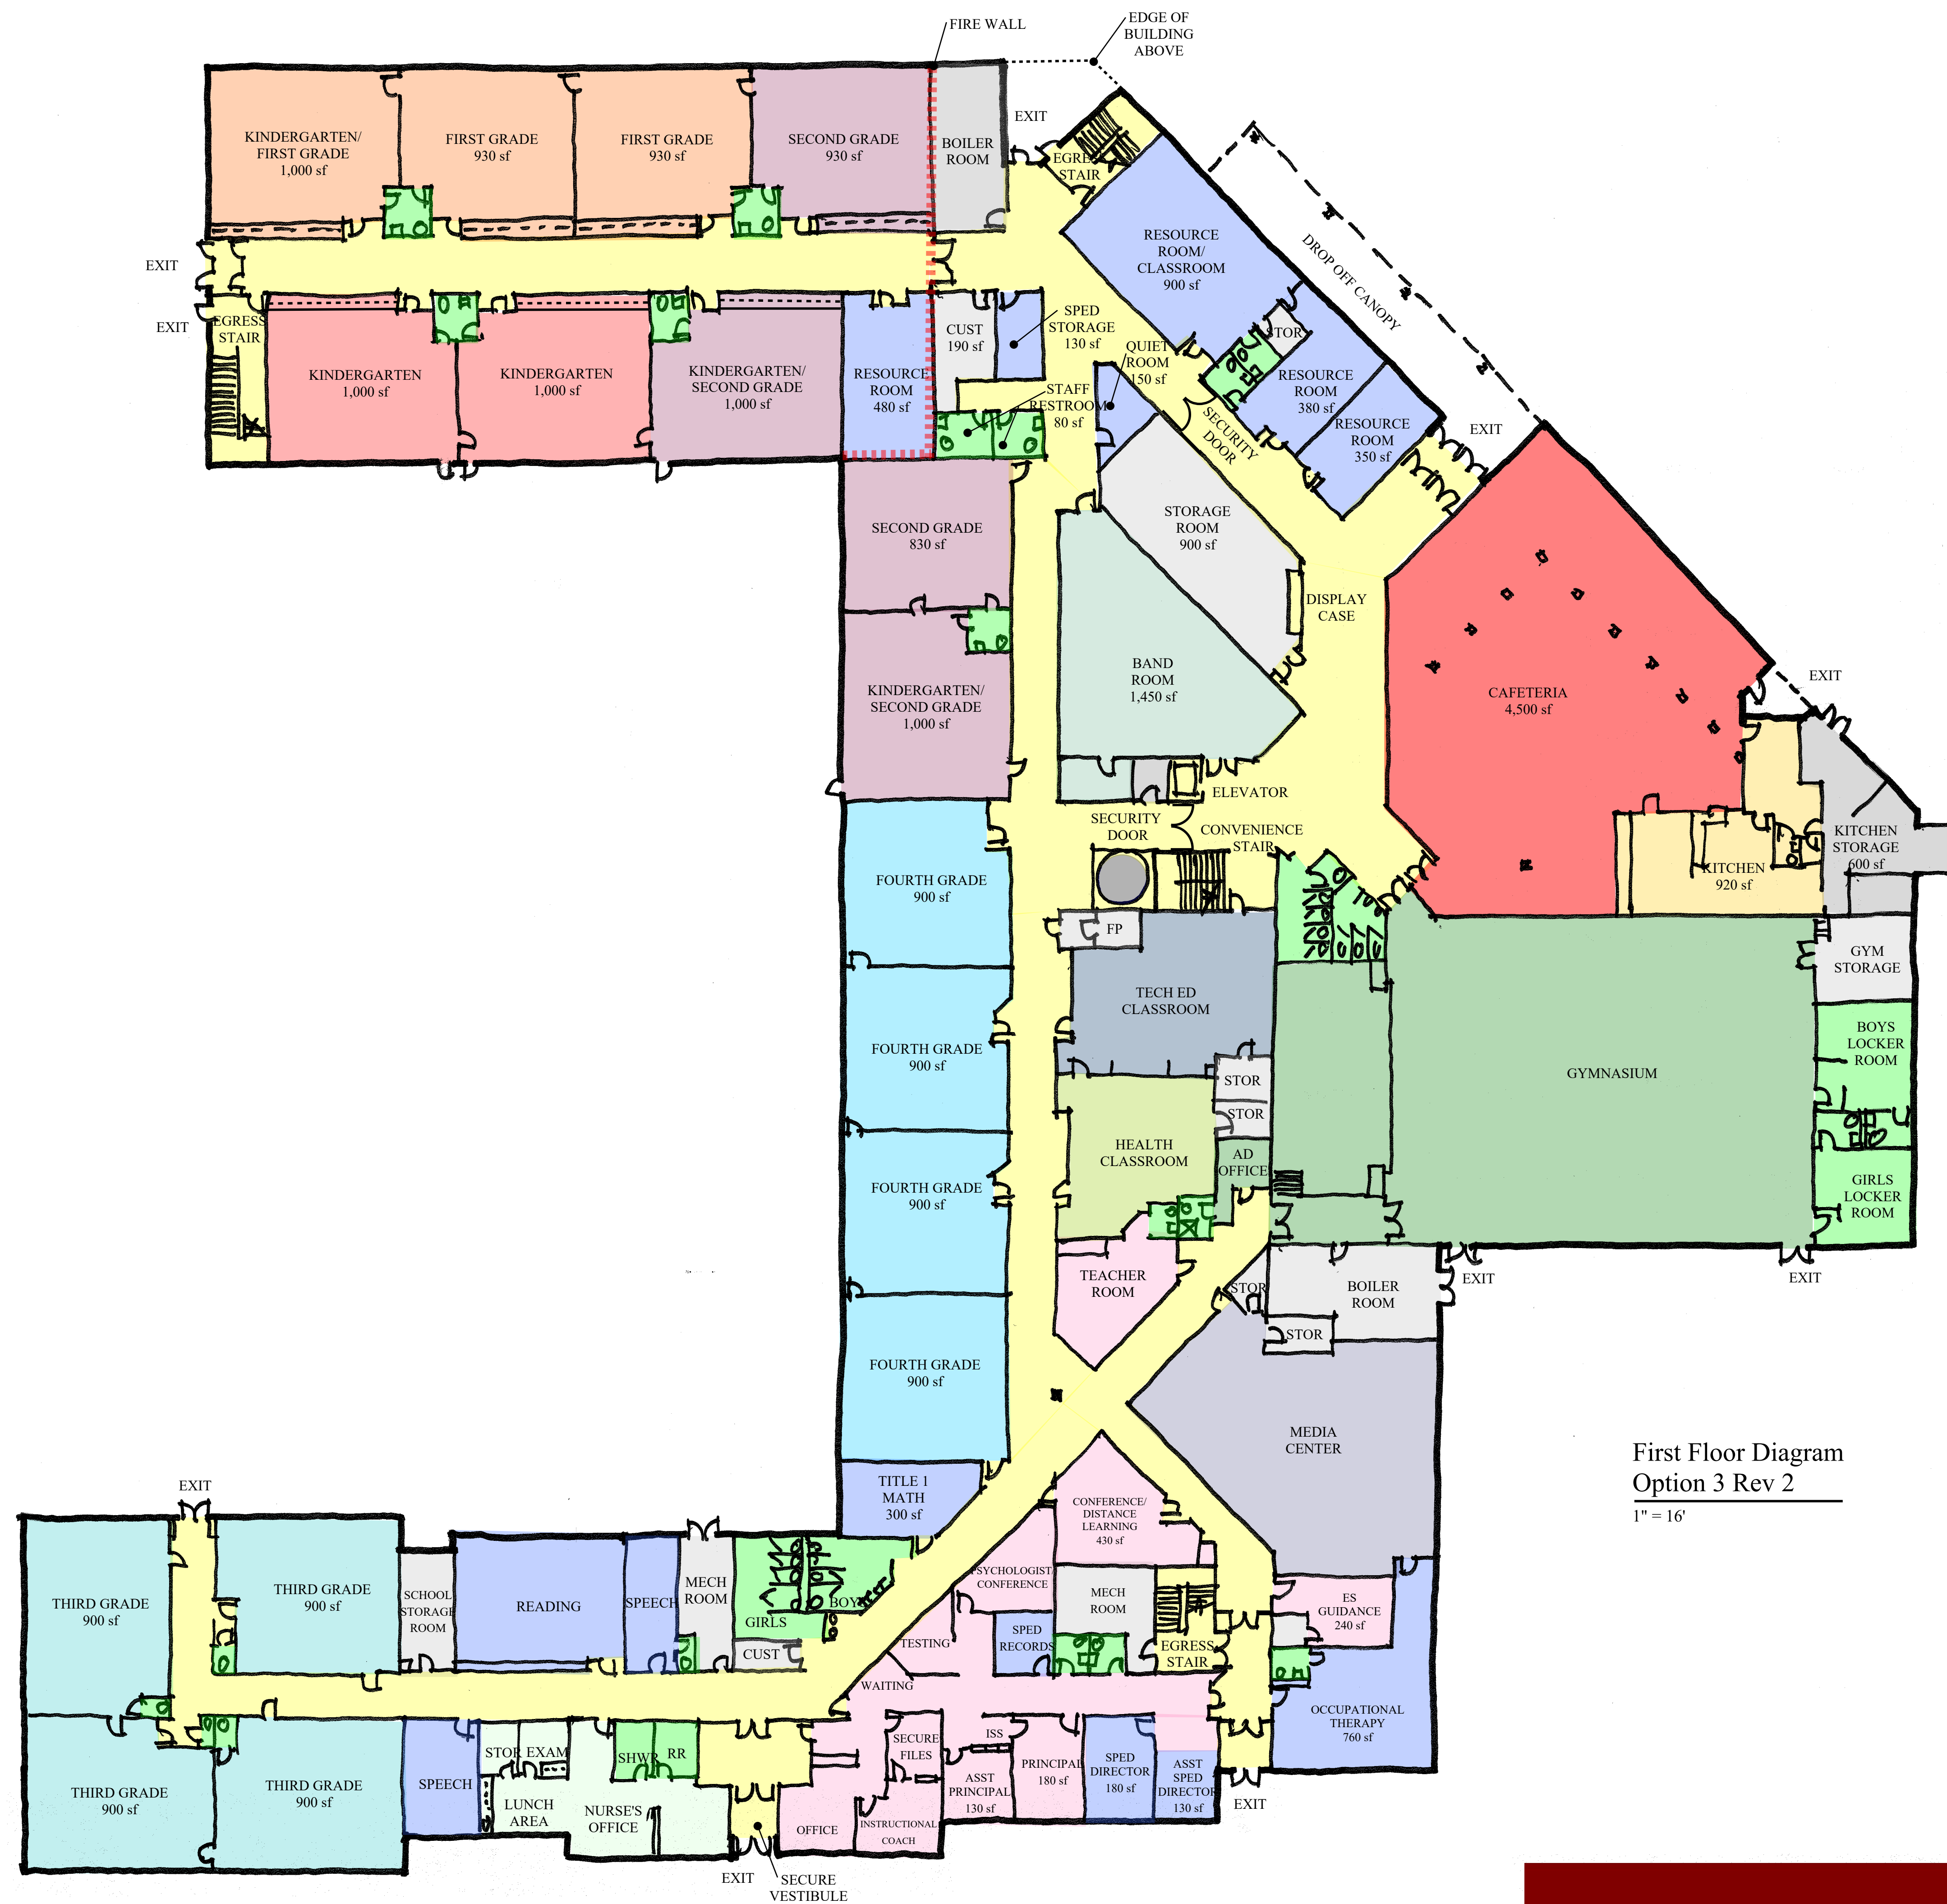 FIRE WALL
EDGE OF
BUILDING
ABOVE
KINDERGARTEN/
FIRST GRADE
1,000 sf
FIRST GRADE
930 sf
FIRST GRADE
930 sf
SECOND GRADE
930 sf
BOILER
ROOM
EXIT
EGRESS
STAIR
RESOURCE
ROOM/
CLASSROOM
900 sf
DROP OFF CANOPY
EXIT
EXIT
EGRESS
STAIR
KINDERGARTEN
1,000 sf
KINDERGARTEN
1,000 sf
KINDERGARTEN/
SECOND GRADE
1,000 sf
RESOURCE
ROOM
480 sf
CUST
190 sf
SPED
STORAGE
130 sf
QUIET
ROOM
150 sf
STAFF
RESTROOM
80 sf
STOR
RESOURCE
ROOM
380 sf
RESOURCE
ROOM
350 sf
SECURITY
DOOR
EXIT
SECOND GRADE
830 sf
STORAGE
ROOM
900 sf
DISPLAY
CASE
KINDERGARTEN/
SECOND GRADE
1,000 sf
BAND
ROOM
1,450 sf
CAFETERIA
4,500 sf
EXIT
ELEVATOR
SECURITY
DOOR
CONVENIENCE
STAIR
KITCHEN
STORAGE
600 sf
KITCHEN
920 sf
FOURTH GRADE
900 sf
FP
GYM
STORAGE
TECH ED
CLASSROOM
FOURTH GRADE
900 sf
BOYS
LOCKER
ROOM
GYMNASIUM
STOR
STOR
HEALTH
CLASSROOM
AD
OFFICE
FOURTH GRADE
900 sf
GIRLS
LOCKER
ROOM
TEACHER
ROOM
STOR
BOILER
ROOM
EXIT
EXIT
STOR
FOURTH GRADE
900 sf
MEDIA
CENTER
First Floor Diagram
Option 3 Rev 2
1" = 16'
TITLE 1
MATH
300 sf
EXIT
CONFERENCE/
DISTANCE
LEARNING
430 sf
THIRD GRADE
900 sf
THIRD GRADE
900 sf
SCHOOL
STORAGE
ROOM
READING
SPEECH
MECH
ROOM
GIRLS
BOYS
CUST
PSYCHOLOGIST/
CONFERENCE
MECH
ROOM
TESTING
SPED
RECORDS
EGRESS
STAIR
ES
GUIDANCE
240 sf
WAITING
OCCUPATIONAL
THERAPY
760 sf
THIRD GRADE
900 sf
THIRD GRADE
900 sf
SPEECH
STOR
EXAM
SHWR
RR
LUNCH
AREA
NURSE'S
OFFICE
SECURE
FILES
ISS
ASST
PRINCIPAL
130 sf
PRINCIPAL
180 sf
SPED
DIRECTOR
180 sf
ASST
SPED
DIRECTOR
130 sf
OFFICE
INSTRUCTIONAL
COACH
EXIT
EXIT
SECURE
VESTIBULE